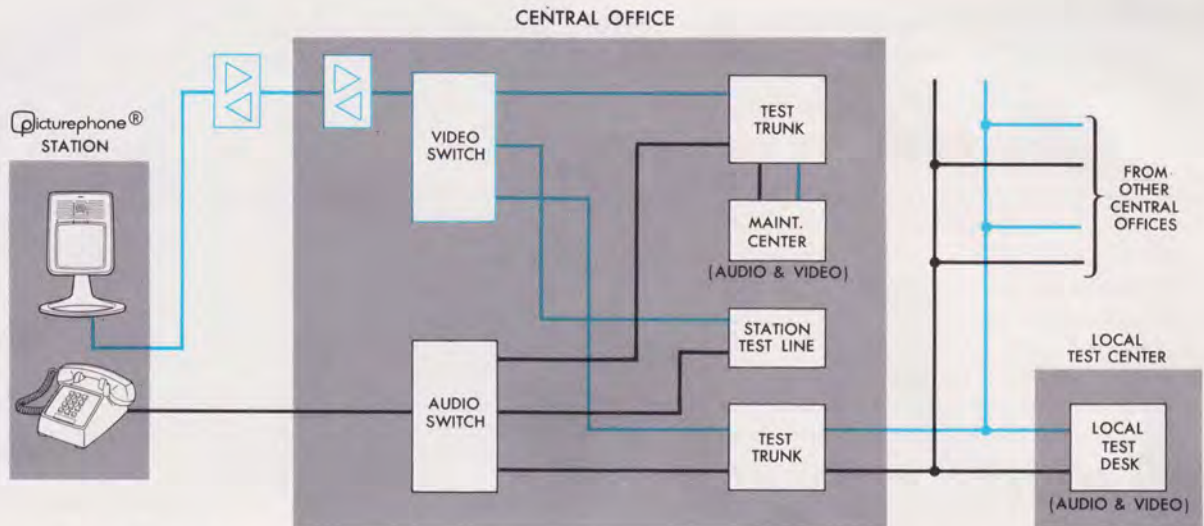 CENTRAL OFFICE
Picturephone®
STATION
VIDEO
SWITCH
TEST
TRUNK
MAINT.
CENTER
(AUDIO & VIDEO)
STATION
TEST LINE
AUDIO
SWITCH
TEST
TRUNK
FROM
OTHER
CENTRAL
OFFICES
LOCAL
TEST CENTER
LOCAL
TEST
DESK
(AUDIO & VIDEO)